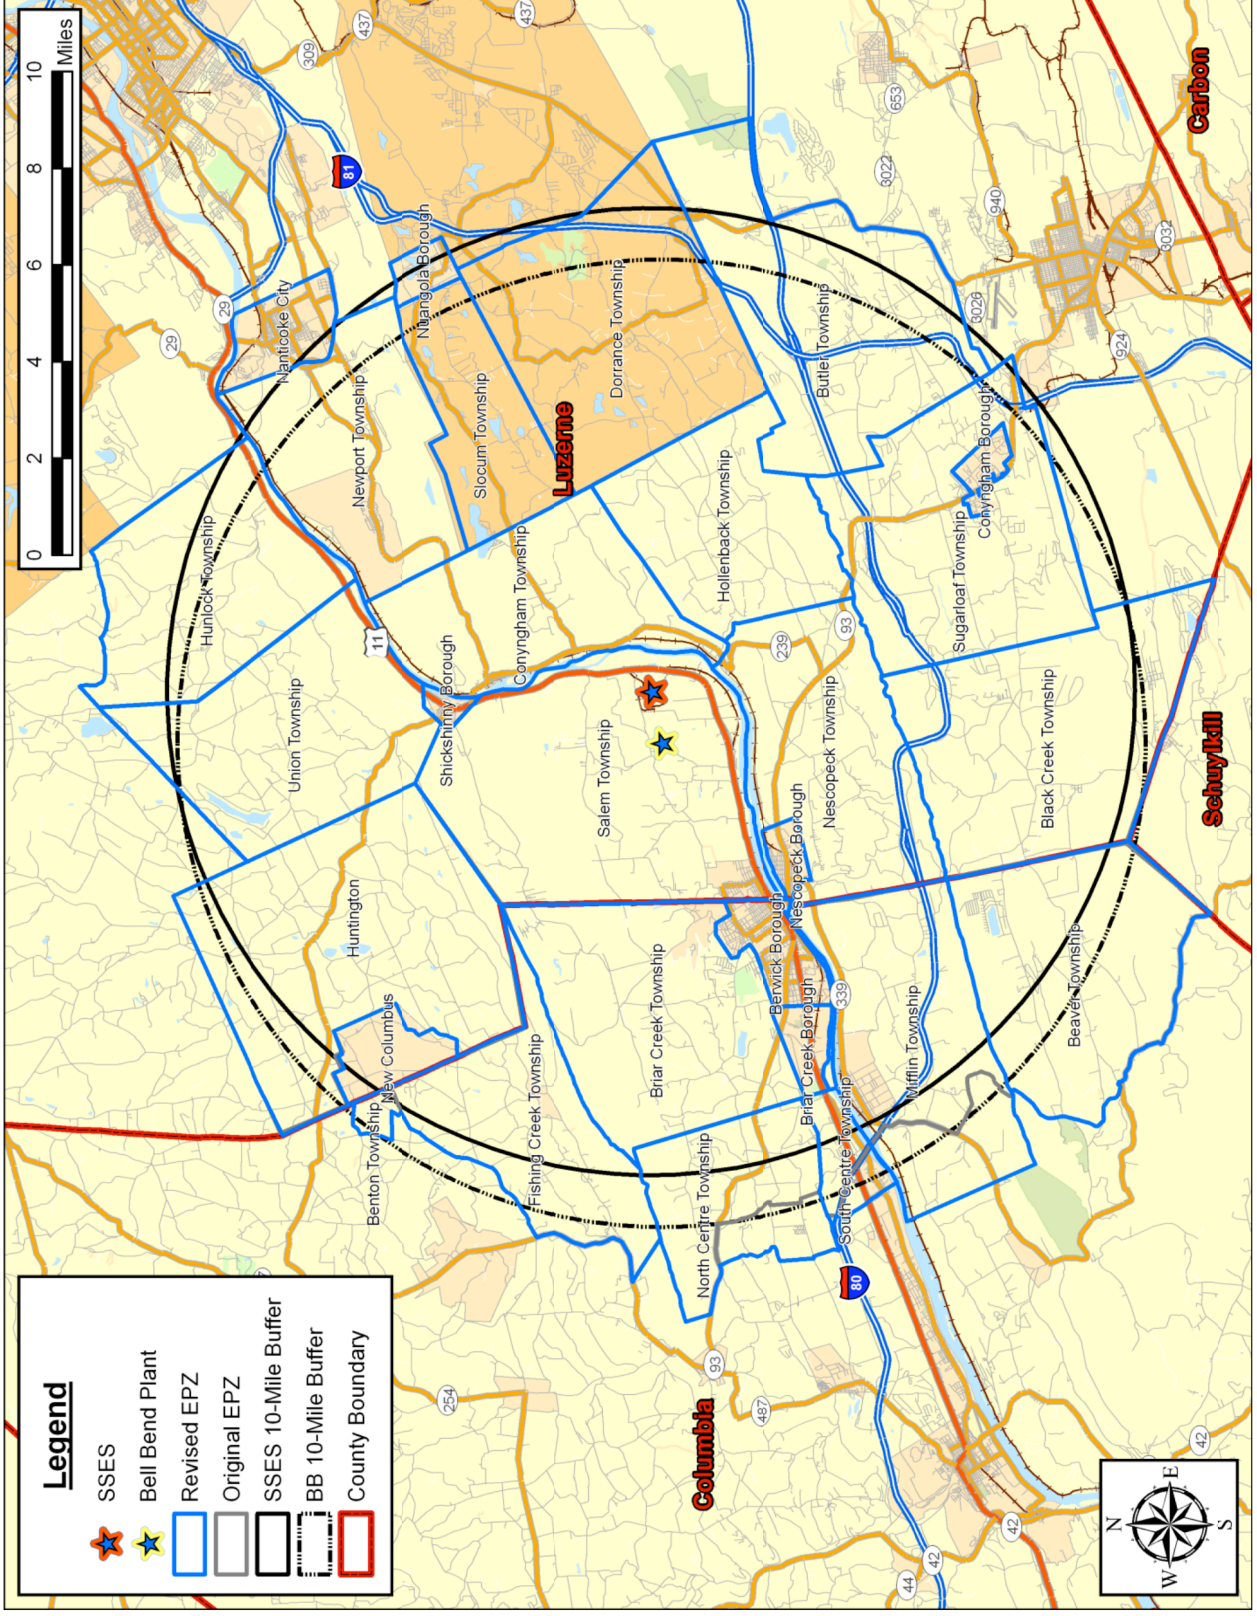 Legend
SSES
Bell Bend Plant
Revised EPZ
Original EPZ
SSES 10-Mile Buffer
BB 10-Mile Buffer
County Boundary
0 2 4 6 8 10
Miles
29
29
309
437
437
81
11
254
Nanticoke City
Hunlock Township
Newport Township
Nuangola Borough
Union Township
Slocum Township
Huntington
Shickshinny Borough
Conyngham Township
Luzerne
Dorrance Township
New Columbus
Benton Township
Fishing Creek Township
Salem Township
Hollenback Township
Briar Creek Township
North Centre Township
93
487
Columbia
239
93
Nescopeck Township
Nescopeck Borough
Berwick Borough
Briar Creek Borough
South Centre Township
339
80
Butler Township
653
3022
940
3026
3032
924
Sugarloaf Township
Conyngham Borough
Mifflin Township
Black Creek Township
Beaver Township
Carbon
Schuylkill
44
42
42
42
N
W
E
S